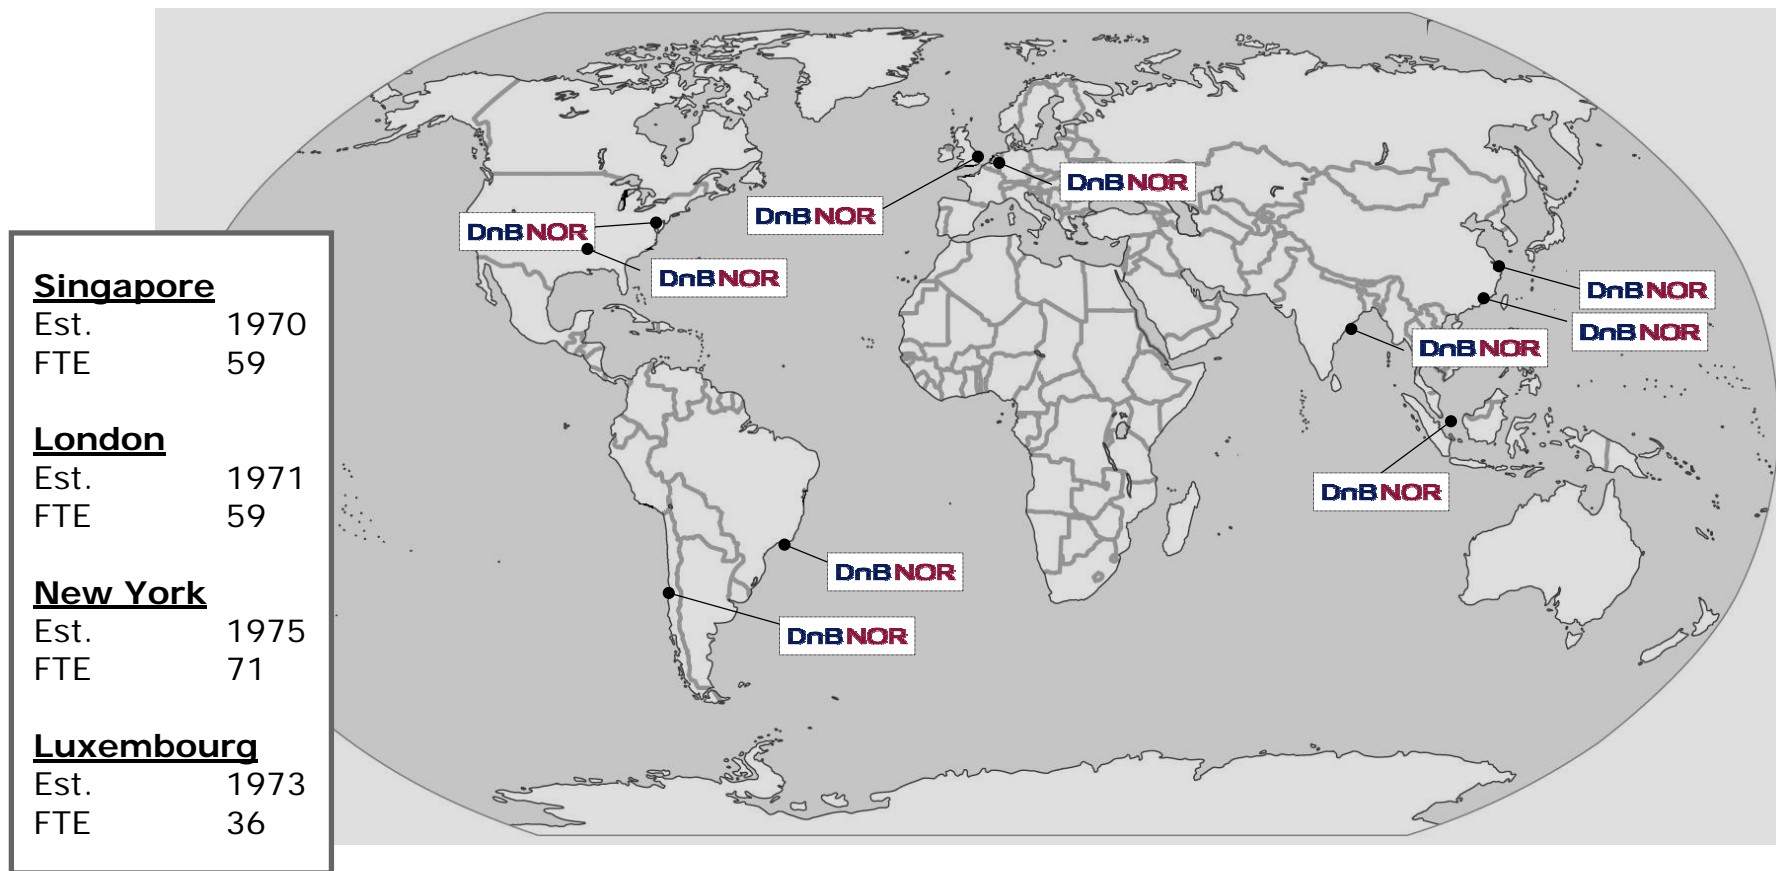 Singapore
Est. 1970
FTE 59
London
Est. 1971
FTE 59
New York
Est. 1975
FTE 71
Luxembourg
Est. 1973
FTE 36
DnBNOR
DnBNOR
DnBNOR
DnBNOR
DnBNOR
DnBNOR
DnBNOR
DnBNOR
DnBNOR
DnBNOR